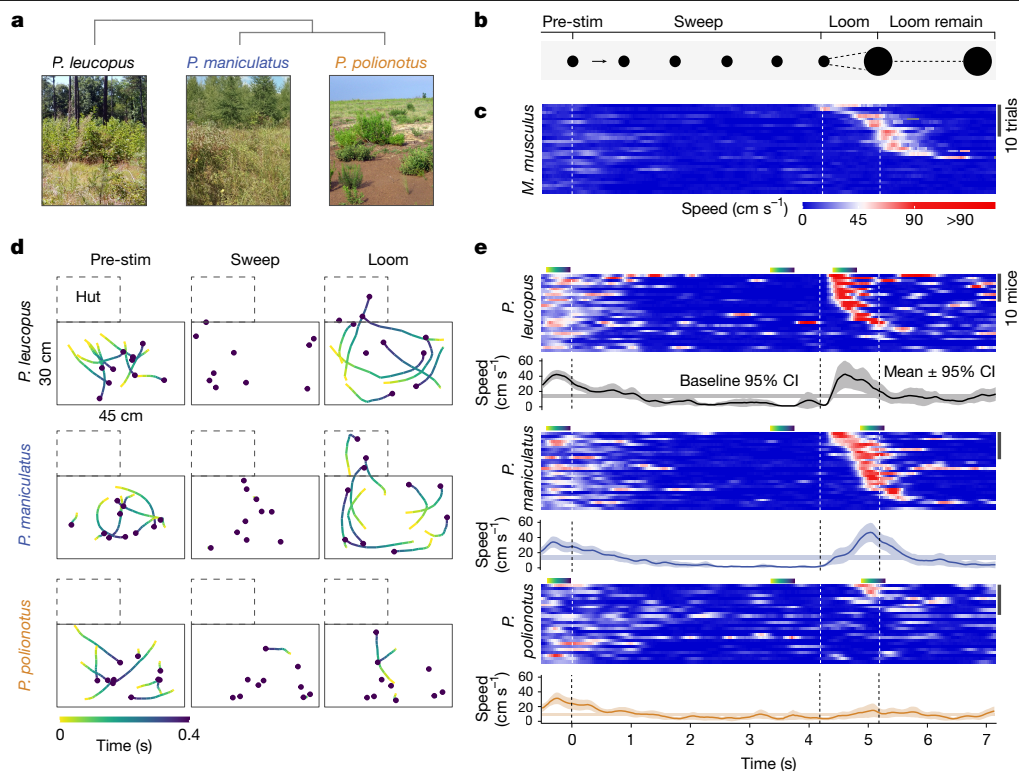 a
P. leucopus
P. maniculatus
P. polionotus
b
Pre-stim
Sweep
Loom
Loom remain
c
M. musculus
10 trials
Speed (cm s−1)
0
45
90
>90
d
Pre-stim
Sweep
Loom
P. leucopus
30 cm
Hut
45 cm
P. maniculatus
P. polionotus
0
0.4
Time (s)
e
P.
leucopus
10 mice
Speed
(cm s−1)
60
40
20
0
Baseline 95% CI
Mean ± 95% CI
P.
maniculatus
Speed
(cm s−1)
60
40
20
0
P.
polionotus
Speed
(cm s−1)
60
40
20
0
0
1
2
3
4
5
6
7
Time (s)